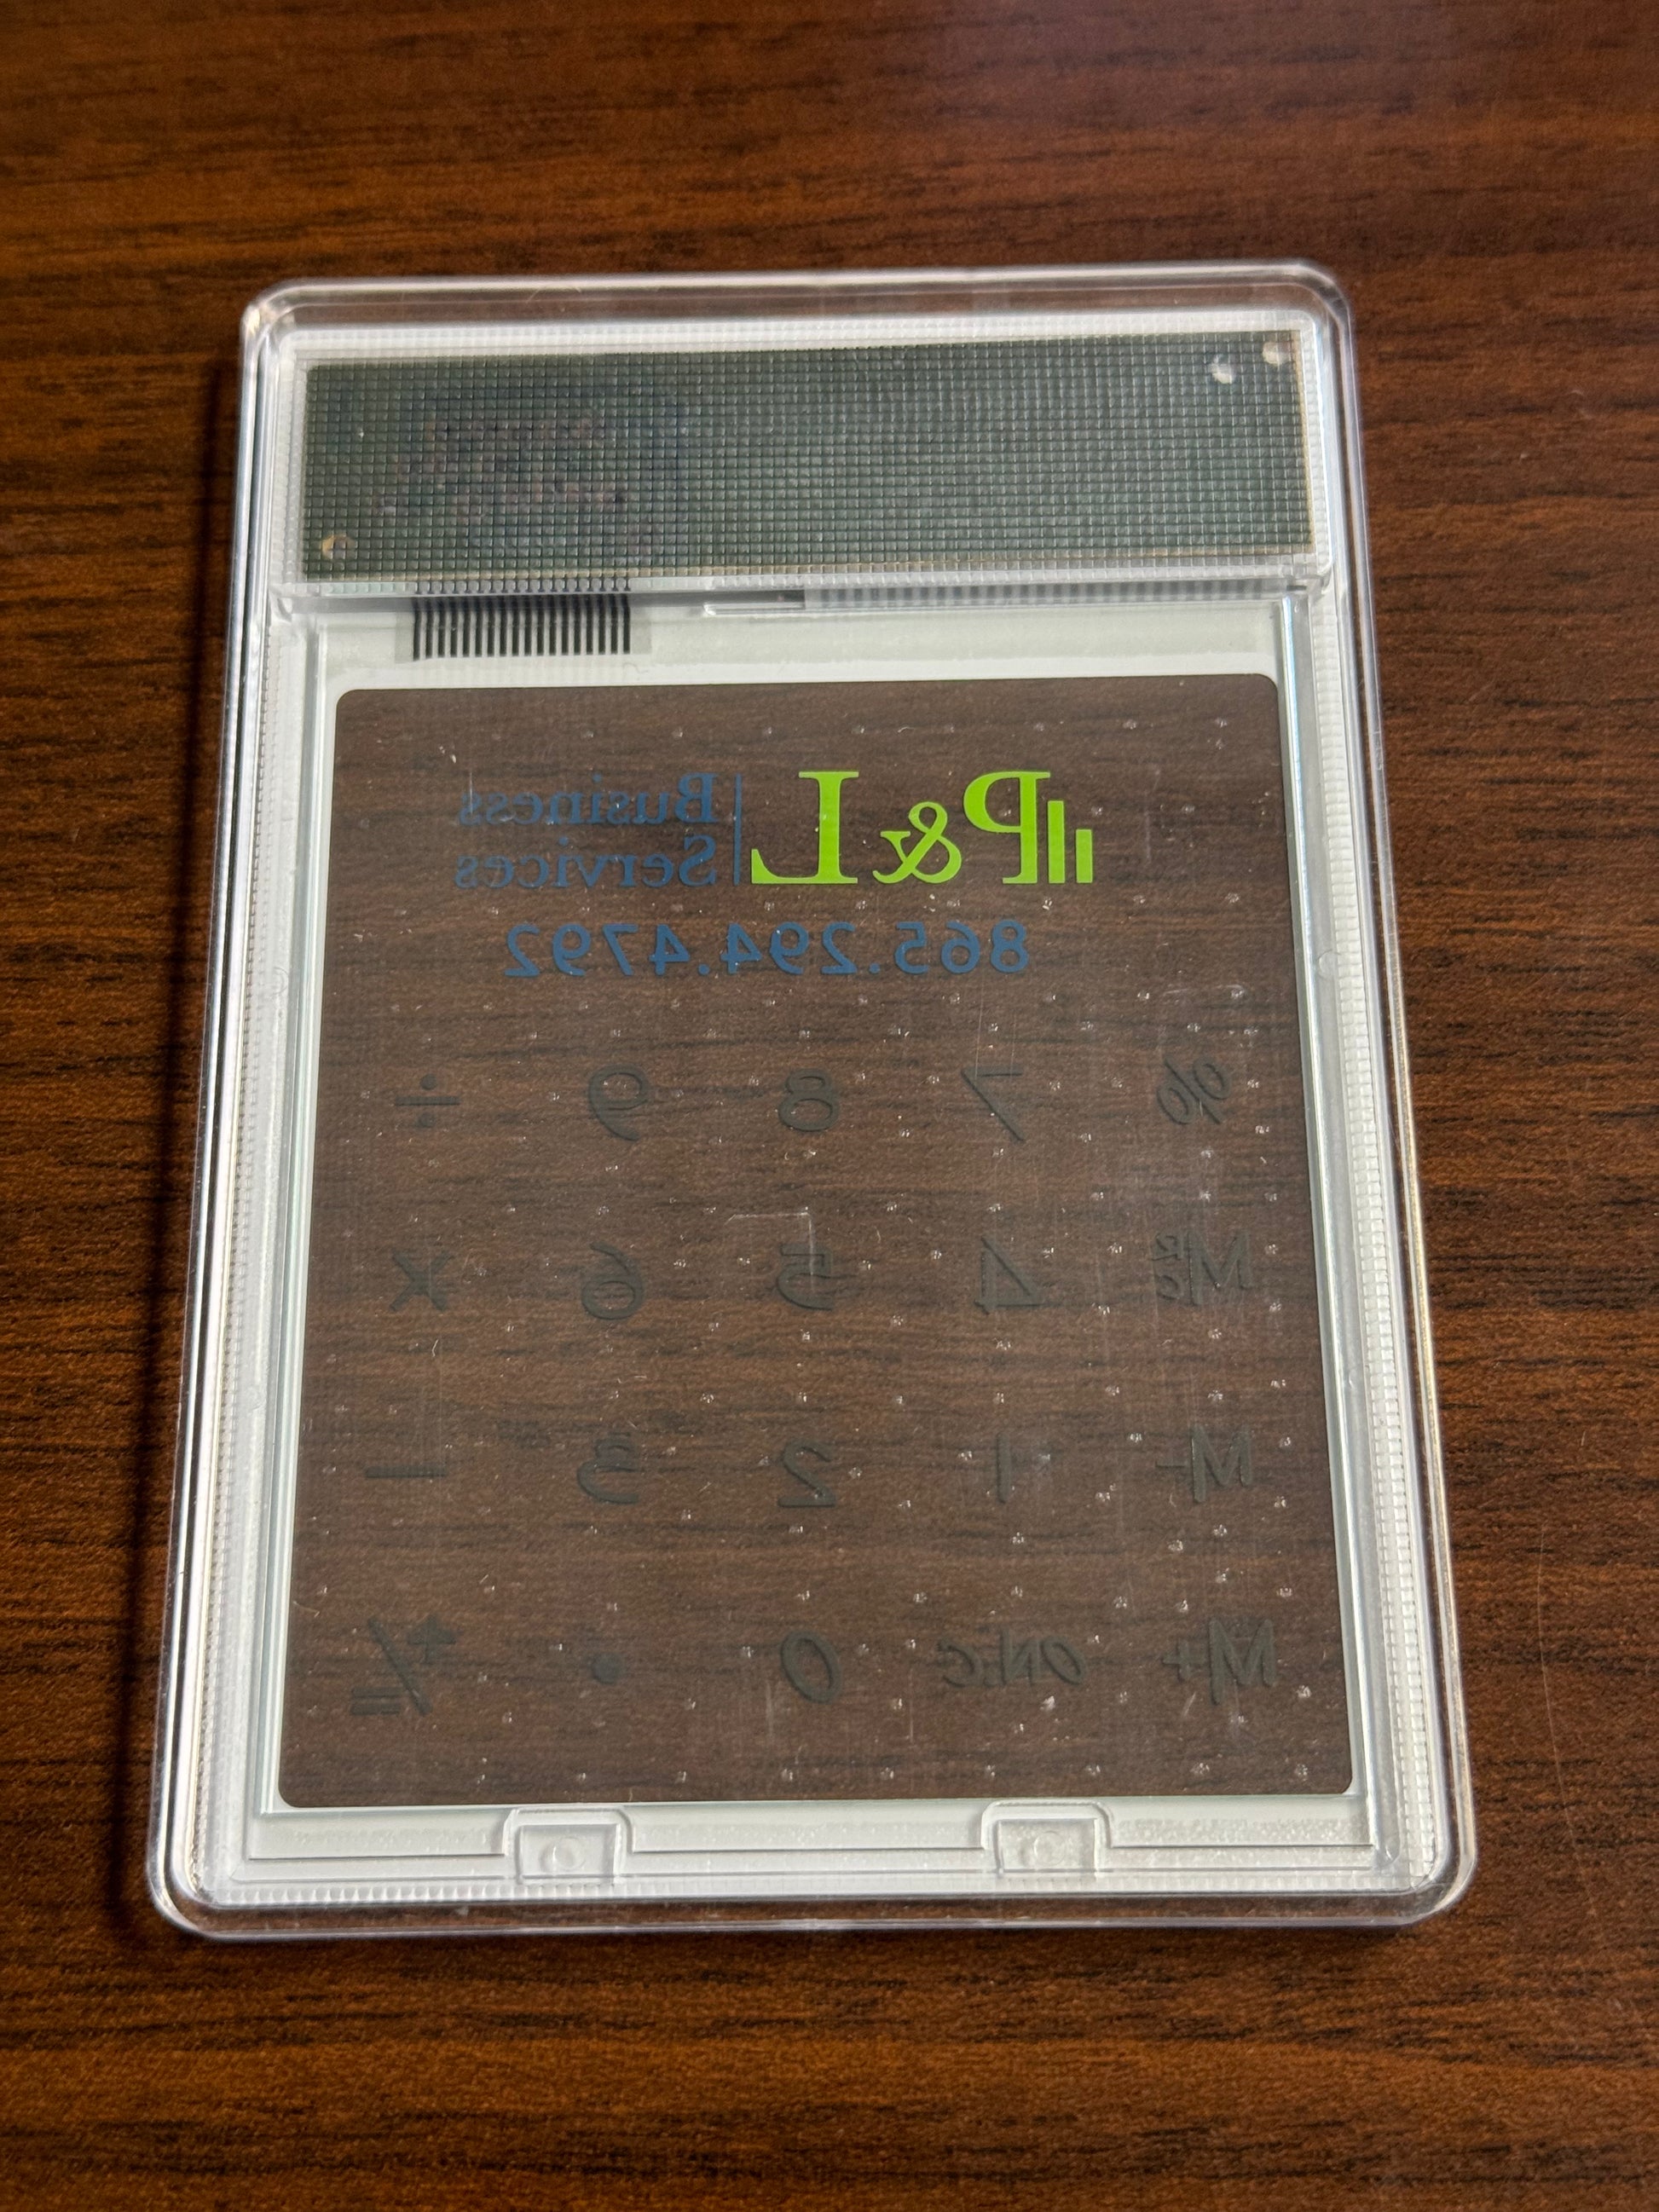 P&L Business
Services
865.294.4792
% 7 8 9 ÷
MRC 4 5 6 ×
M- 1 2 3 −
M+ ON:C 0 . +/=